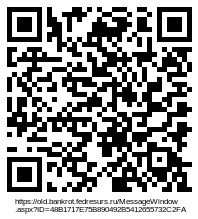 https://old.bankrot.fedresurs.ru/MessageWindow
.aspx?ID=48B1717E75B890492B5412655732C2FA